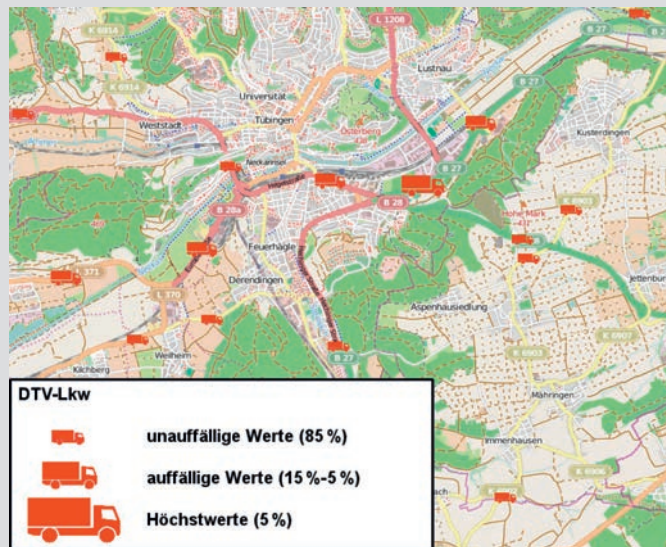 L 1208
K 6914
B 27
Lustnau
B 27
K 6914
Universität
Tübingen
Weststadt
Österberg
Kusterdingen
Neckarinsel
B 27
K 6903
B 28a
B 28
Hohe Mark
Feuerhägle
L 371
Derendingen
Jettenburg
L 370
Aspenhausiedlung
K 6907
B 27
K 6903
Kilchberg
Weilheim
Mähringen
Immenhausen
K 6906
DTV-Lkw
unauffällige Werte (85 %)
auffällige Werte (15 %-5 %)
Höchstwerte (5 %)